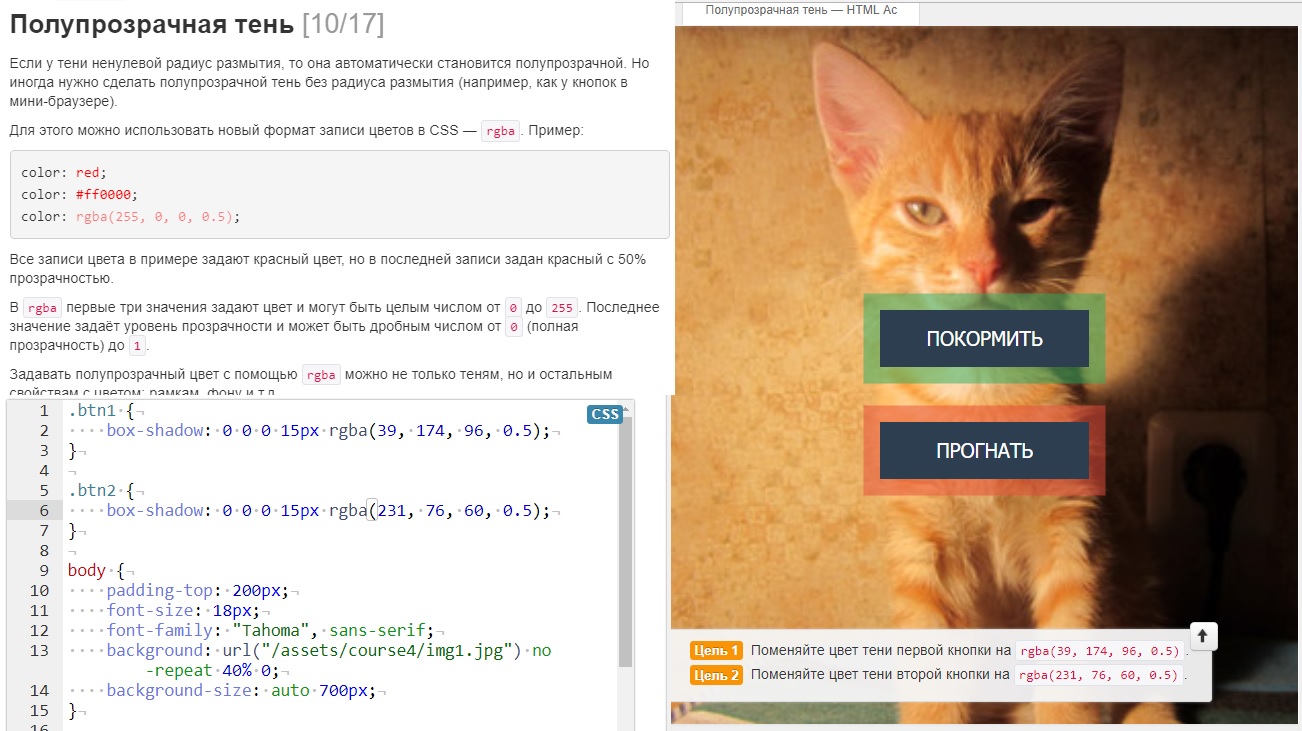 Полупрозрачная тень [10/17]
Если у тени ненулевой радиус размытия, то она автоматически становится полупрозрачной. Но
иногда нужно сделать полупрозрачной тень без радиуса размытия (например, как у кнопок в
мини-браузере).
Для этого можно использовать новый формат записи цветов в CSS — rgba. Пример:
color: red;
color: #ff0000;
color: rgba(255, 0, 0, 0.5);
Все записи цвета в примере задают красный цвет, но в последней записи задан красный с 50%
прозрачностью.
В rgba первые три значения задают цвет и могут быть целым числом от 0 до 255. Последнее
значение задаёт уровень прозрачности и может быть дробным числом от 0 (полная
прозрачность) до 1.
Задавать полупрозрачный цвет с помощью rgba можно не только теням, но и остальным
свойствам с цветом: рамкам, фону и т.д.
CSS
1 .btn1 {
2 box-shadow: 0 0 0 15px rgba(39, 174, 96, 0.5);
3 }
4
5 .btn2 {
6 box-shadow: 0 0 0 15px rgba(231, 76, 60, 0.5);
7 }
8
9 body {
10 padding-top: 200px;
11 font-size: 18px;
12 font-family: "Tahoma", sans-serif;
13 background: url("/assets/course4/img1.jpg") no
-repeat 40% 0;
14 background-size: auto 700px;
15 }
16
Полупрозрачная тень — HTML Ac
ПОКОРМИТЬ
ПРОГНАТЬ
Цель 1 Поменяйте цвет тени первой кнопки на rgba(39, 174, 96, 0.5).
Цель 2 Поменяйте цвет тени второй кнопки на rgba(231, 76, 60, 0.5).